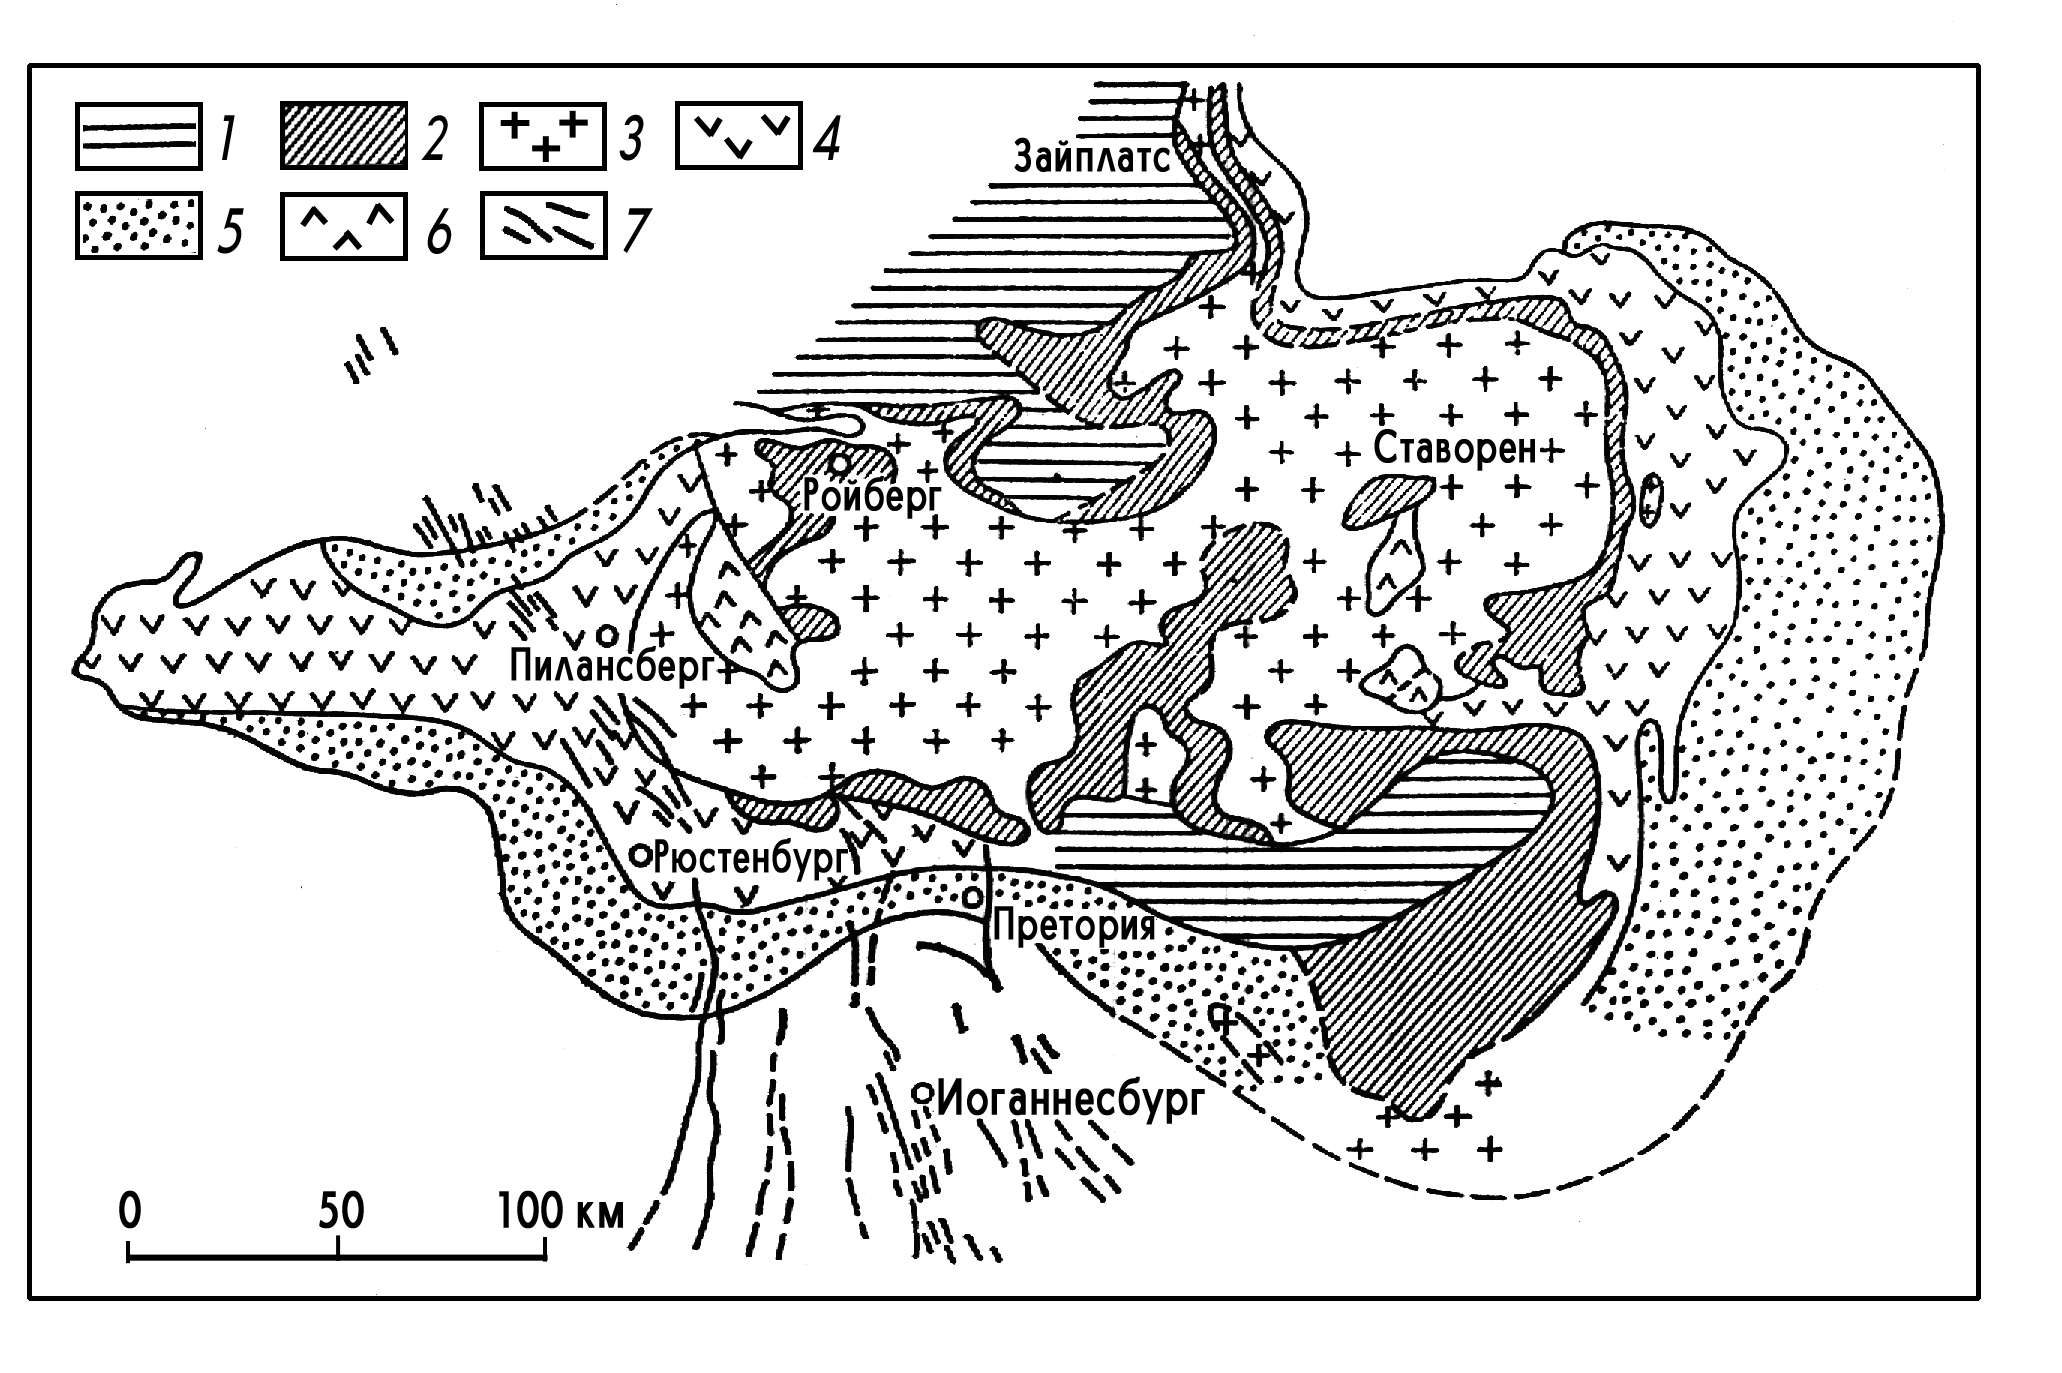 1 2 3 4
5 6 7
Зайплатс
Ставорен
Ройберг
Пилансберг
Рюстенбург
Претория
Иоганнесбург
0 50 100 км